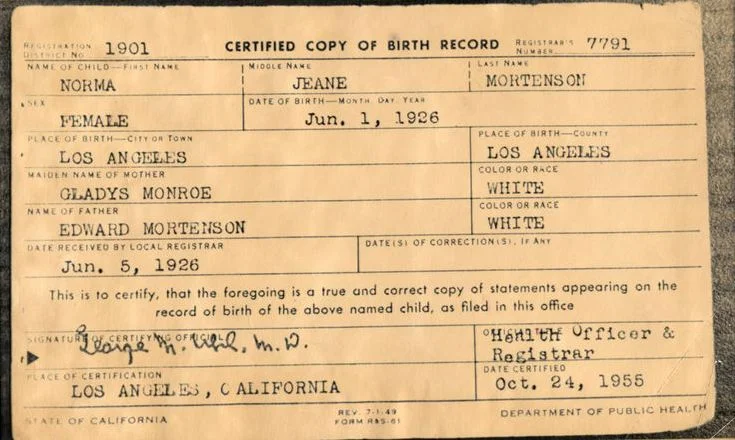 REGISTRATION DISTRICT NO. 1901 CERTIFIED COPY OF BIRTH RECORD REGISTRAR'S NUMBER 7791
NAME OF CHILD—FIRST NAME MIDDLE NAME LAST NAME
NORMA JEANE MORTENSON
SEX DATE OF BIRTH—MONTH, DAY, YEAR
FEMALE Jun. 1, 1926
PLACE OF BIRTH—CITY OR TOWN PLACE OF BIRTH—COUNTY
LOS ANGELES LOS ANGELES
MAIDEN NAME OF MOTHER COLOR OR RACE
GLADYS MONROE WHITE
NAME OF FATHER COLOR OR RACE
EDWARD MORTENSON WHITE
DATE RECEIVED BY LOCAL REGISTRAR DATE(S) OF CORRECTION(S), IF ANY
Jun. 5, 1926
This is to certify, that the foregoing is a true and correct copy of statements appearing on the
record of birth of the above named child, as filed in this office
SIGNATURE OF CERTIFYING OFFICIAL
George M. Uhl, M.D. Health Officer &
Registrar
PLACE OF CERTIFICATION DATE CERTIFIED
LOS ANGELES, CALIFORNIA Oct. 24, 1955
STATE OF CALIFORNIA REV. 7-1-49 DEPARTMENT OF PUBLIC HEALTH
FORM R&S-61